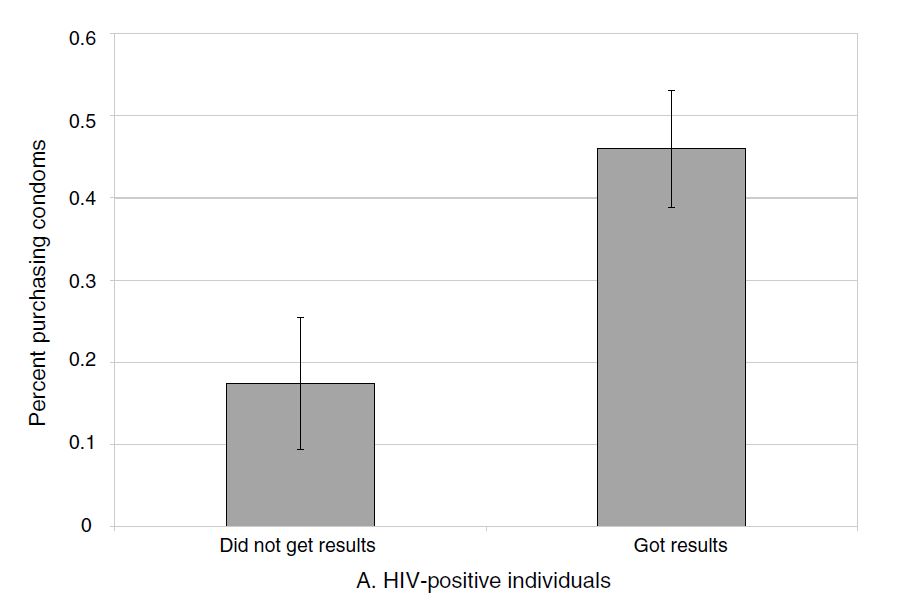 0.6
0.5
0.4
0.3
0.2
0.1
0
Percent purchasing condoms
Did not get results
Got results
A. HIV-positive individuals